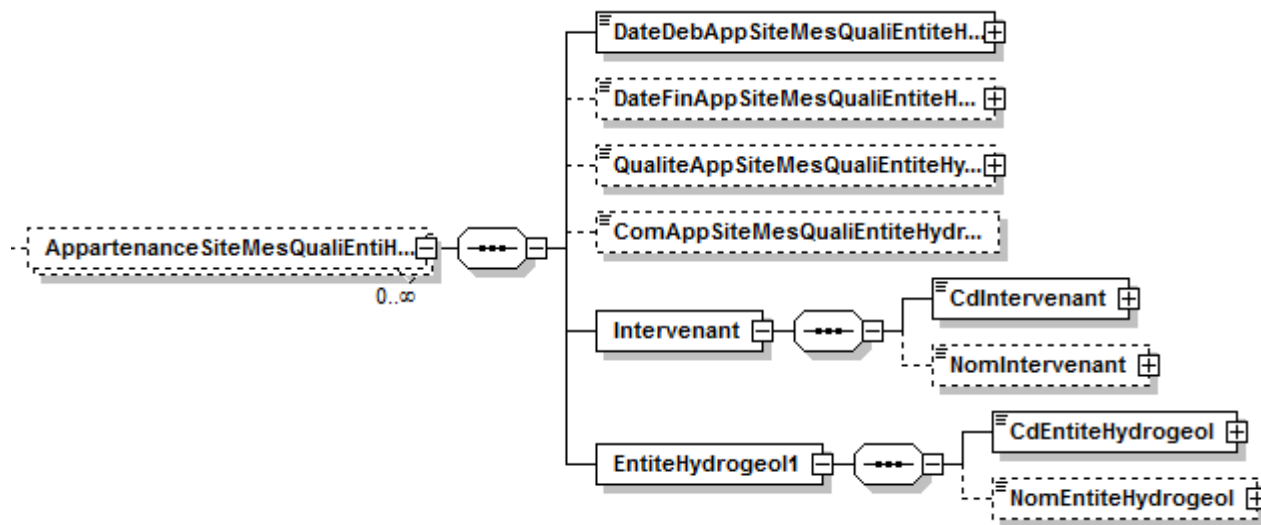 DateDebAppSiteMesQualiEntiteH...
DateFinAppSiteMesQualiEntiteH...
QualiteAppSiteMesQualiEntiteHy...
AppartenanceSiteMesQualiEntiH...
0..∞
ComAppSiteMesQualiEntiteHydr...
Intervenant
CdIntervenant
NomIntervenant
EntiteHydrogeol1
CdEntiteHydrogeol
NomEntiteHydrogeol